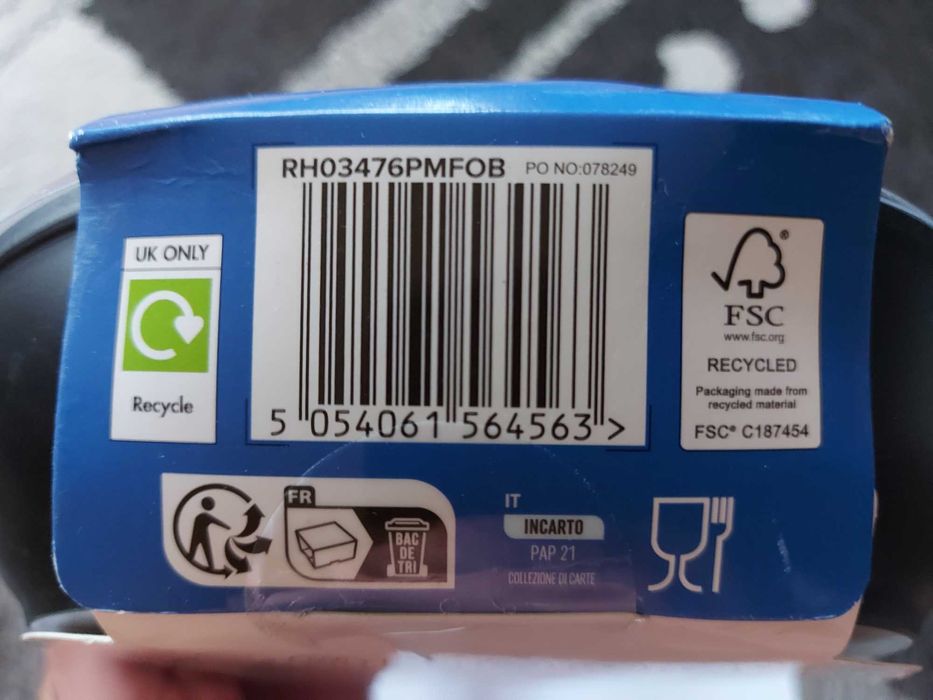 RH03476PMFOB PO NO:078249
5 054061 564563 >
UK ONLY
Recycle
FSC®
www.fsc.org
RECYCLED
Packaging made from
recycled material
FSC® C187454
FR
BAC
DE
TRI
IT
INCARTO
PAP 21
COLLEZIONE DI CARTE